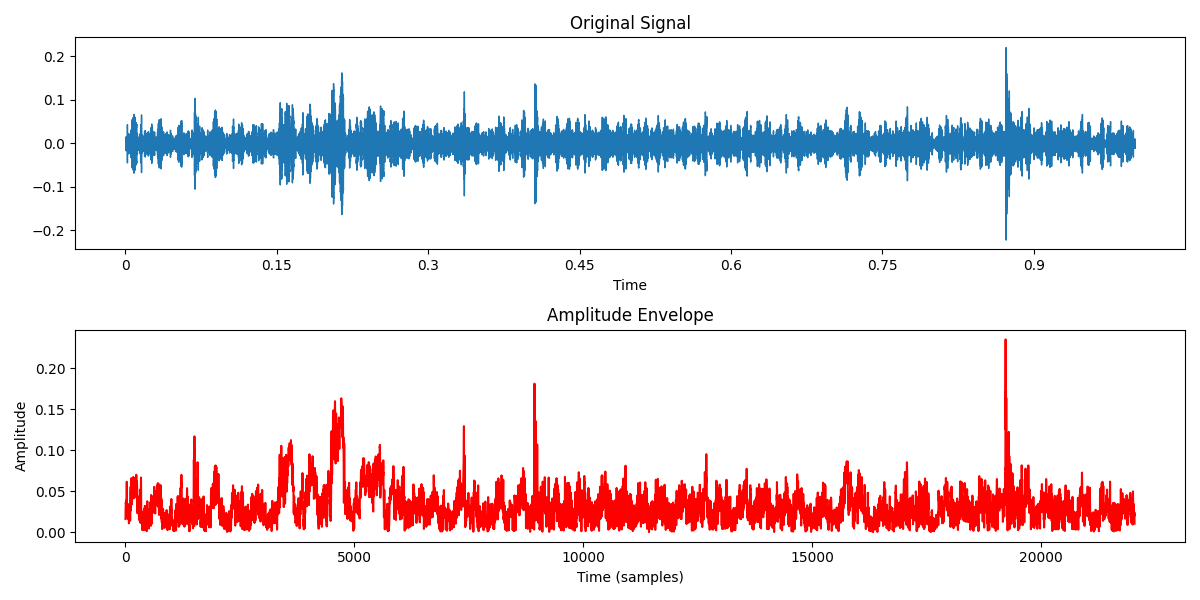 Original Signal
0.2
0.1
0.0
−0.1
−0.2
0 0.15 0.3 0.45 0.6 0.75 0.9
Time
Amplitude Envelope
Amplitude
0.20
0.15
0.10
0.05
0.00
0 5000 10000 15000 20000
Time (samples)